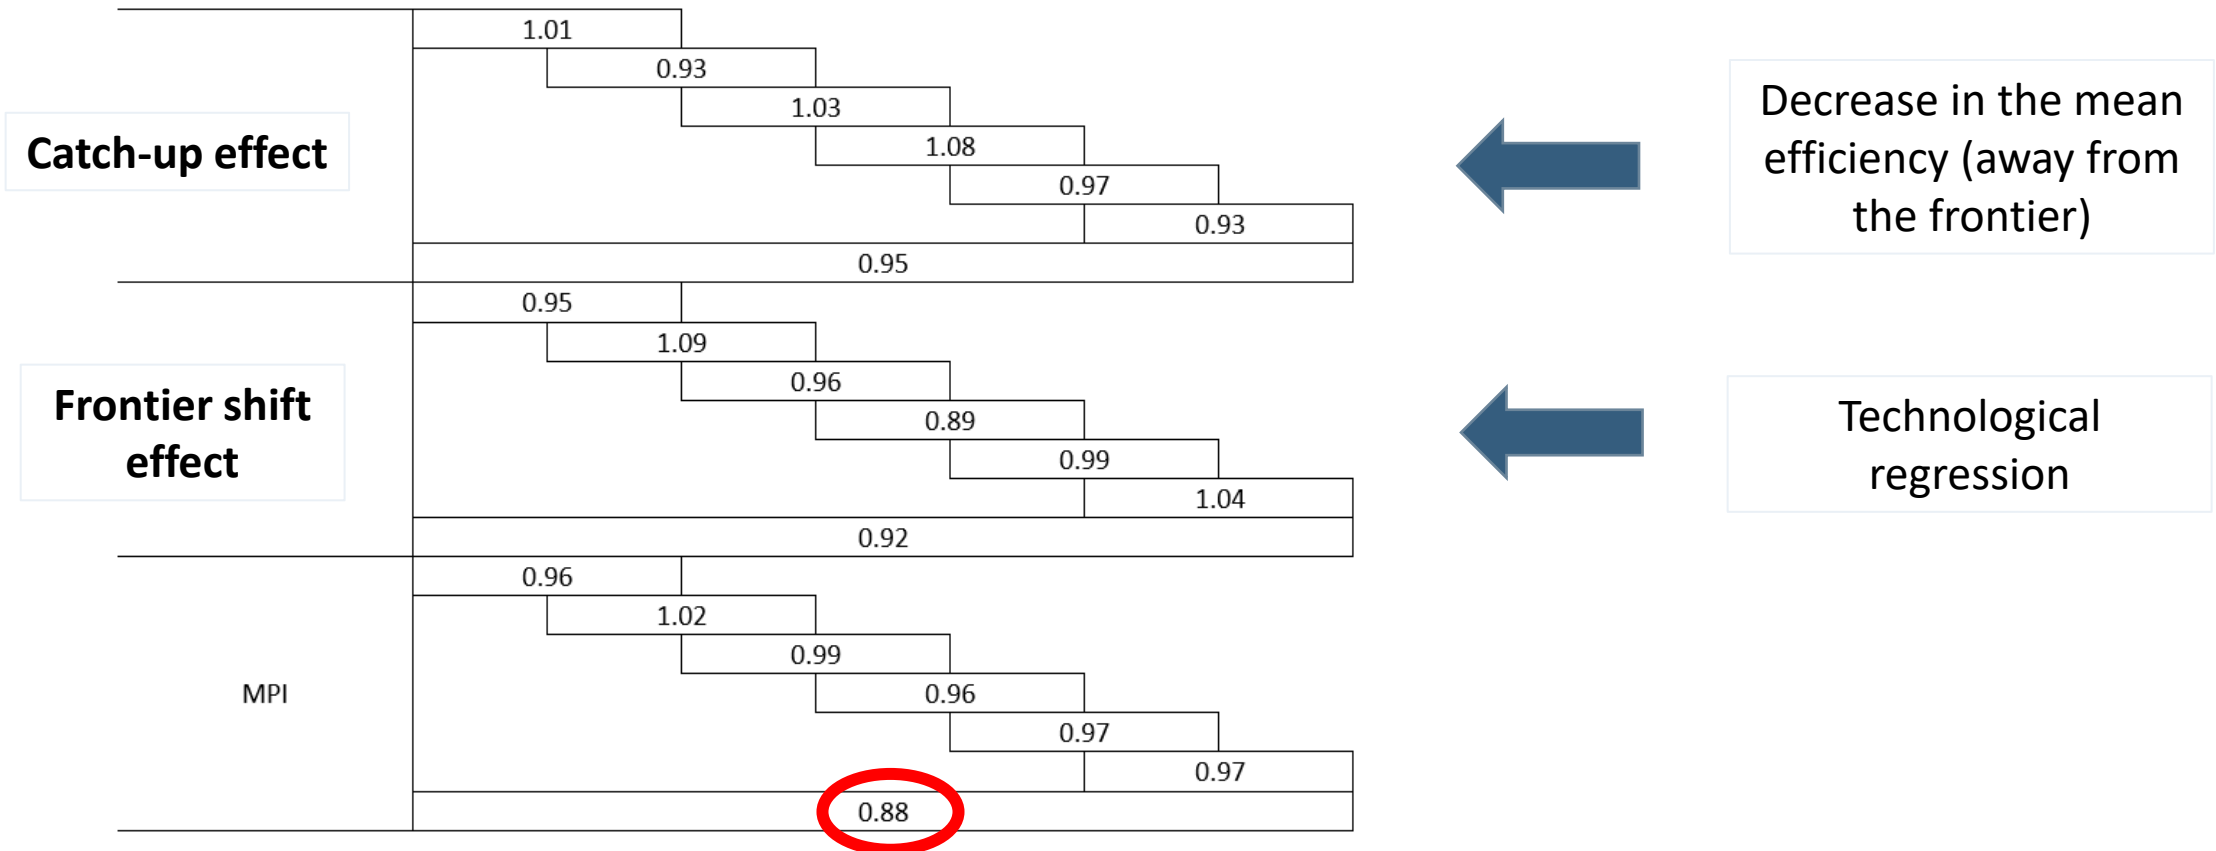 1.01
0.93
1.03
1.08
0.97
0.93
0.95
Catch-up effect
Decrease in the mean
efficiency (away from
the frontier)
0.95
1.09
0.96
0.89
0.99
1.04
0.92
Frontier shift
effect
Technological
regression
0.96
1.02
0.99
0.96
0.97
0.97
MPI
0.88